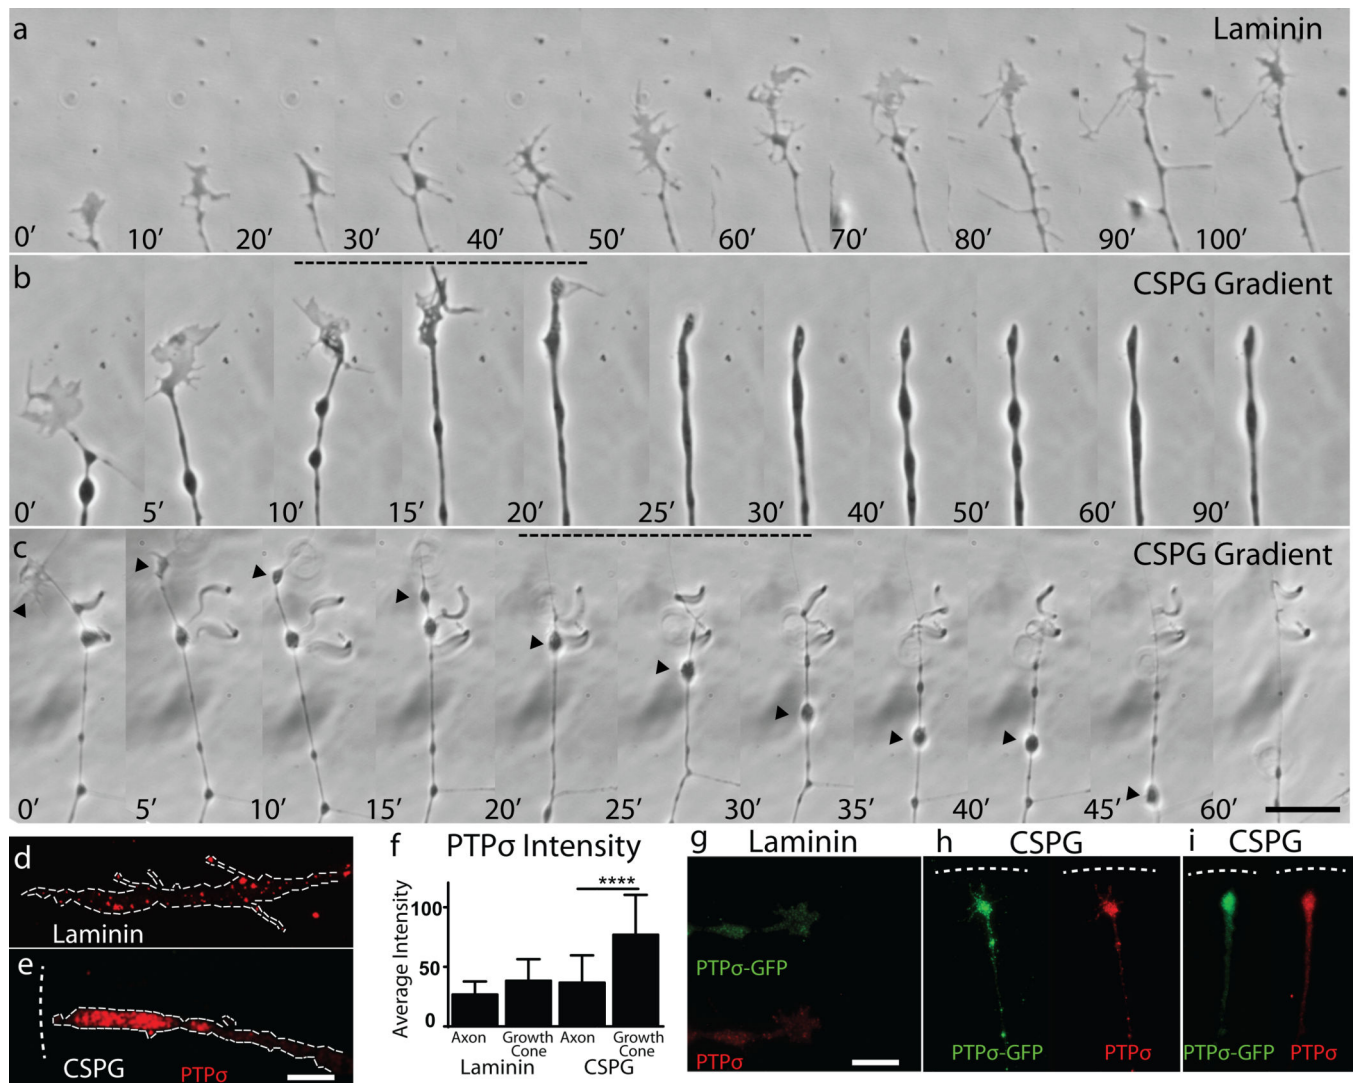 a
Laminin
0′ 10′ 20′ 30′ 40′ 50′ 60′ 70′ 80′ 90′ 100′
b
CSPG Gradient
0′ 5′ 10′ 15′ 20′ 25′ 30′ 40′ 50′ 60′ 90′
c
CSPG Gradient
0′ 5′ 10′ 15′ 20′ 25′ 30′ 35′ 40′ 45′ 60′
d
Laminin
e
CSPG
PTPσ
f
PTPσ Intensity
****
Average Intensity
100
50
0
Axon Growth Cone Axon Growth Cone
Laminin CSPG
g Laminin
PTPσ-GFP
PTPσ
h CSPG
PTPσ-GFP PTPσ
i CSPG
PTPσ-GFP PTPσ